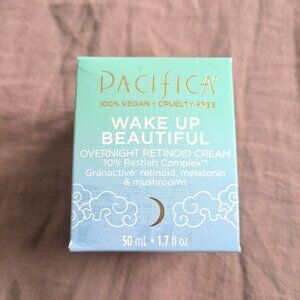 PACIFICA®
100% VEGAN • CRUELTY-FREE
WAKE UP
BEAUTIFUL
OVERNIGHT RETINOID CREAM
10% Restlab Complex™
Granactive® retinoid, melatonin
& mushrooms
50 mL • 1.7 fl oz